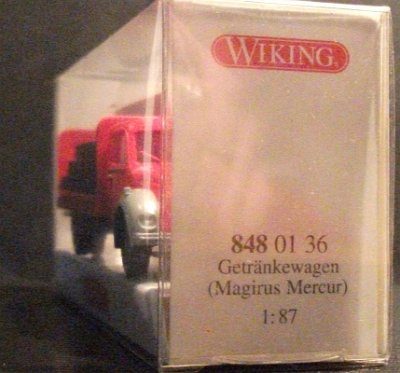 WIKING
848 01 36
Getränkewagen
(Magirus Mercur)
1:87